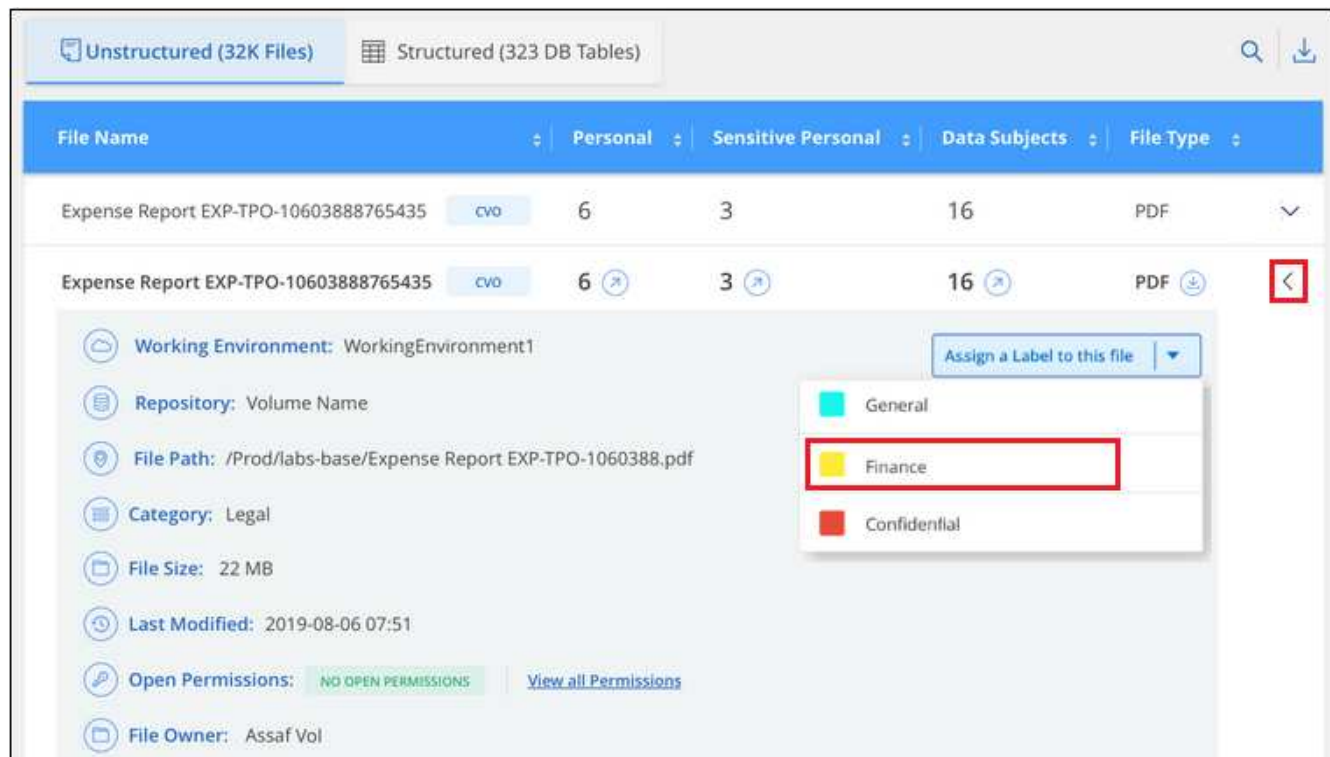 Unstructured (32K Files) Structured (323 DB Tables)
File Name Personal Sensitive Personal Data Subjects File Type
Expense Report EXP-TPO-10603888765435 CVO 6 3 16 PDF
Expense Report EXP-TPO-10603888765435 CVO 6 3 16 PDF
Working Environment: WorkingEnvironment1 Assign a Label to this file
Repository: Volume Name General
File Path: /Prod/labs-base/Expense Report EXP-TPO-1060388.pdf Finance
Category: Legal Confidential
File Size: 22 MB
Last Modified: 2019-08-06 07:51
Open Permissions: NO OPEN PERMISSIONS View all Permissions
File Owner: Assaf Vol